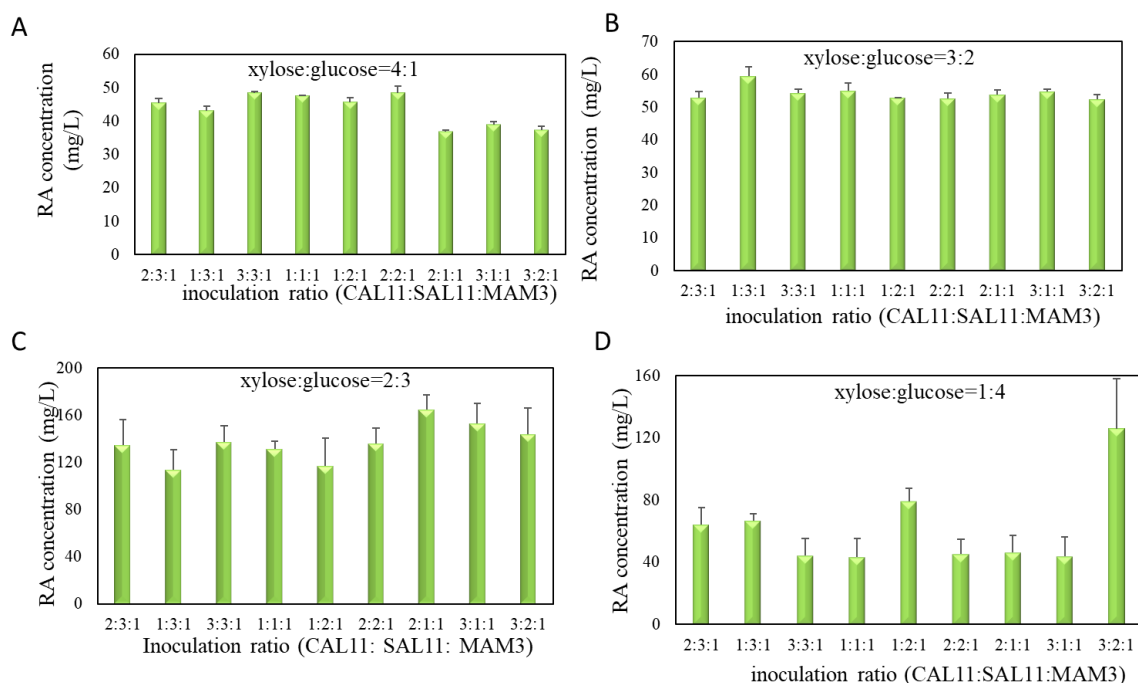 A
RA concentration
(mg/L)
60
50
40
30
20
10
0
xylose:glucose=4:1
2:3:1 1:3:1 3:3:1 1:1:1 1:2:1 2:2:1 2:1:1 3:1:1 3:2:1
inoculation ratio (CAL11:SAL11:MAM3)
B
RA concentration (mg/L)
70
60
50
40
30
20
10
0
xylose:glucose=3:2
2:3:1 1:3:1 3:3:1 1:1:1 1:2:1 2:2:1 2:1:1 3:1:1 3:2:1
inoculation ratio (CAL11:SAL11:MAM3)
C
RA concentration (mg/L)
200
160
120
80
40
0
xylose:glucose=2:3
2:3:1 1:3:1 3:3:1 1:1:1 1:2:1 2:2:1 2:1:1 3:1:1 3:2:1
Inoculation ratio (CAL11: SAL11: MAM3)
D
RA concentration (mg/L)
160
120
80
40
0
xylose:glucose=1:4
2:3:1 1:3:1 3:3:1 1:1:1 1:2:1 2:2:1 2:1:1 3:1:1 3:2:1
inoculation ratio (CAL11:SAL11:MAM3)